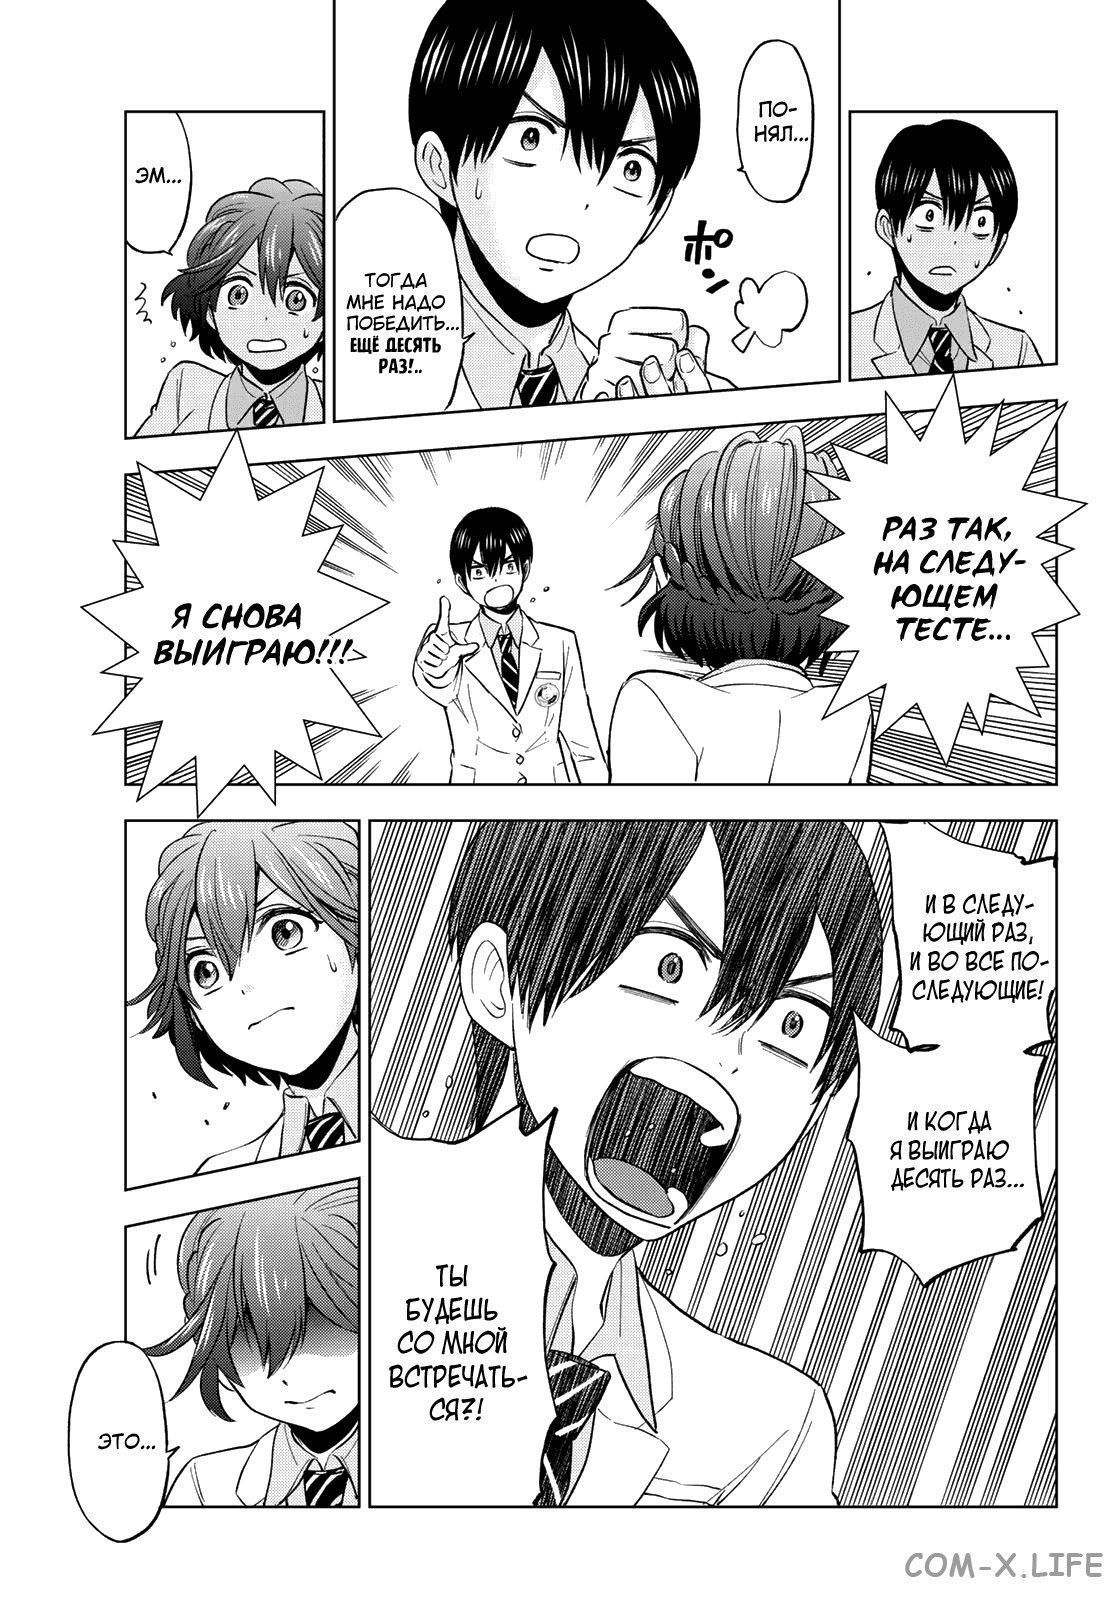 ПО-
НЯЛ...
ポン
ТОГДА
МНЕ НАДО
ПОБЕДИТЬ...
ЕЩЁ ДЕСЯТЬ
РАЗ!..
ЭМ...
РАЗ ТАК,
НА СЛЕДУ-
ЮЩЕМ
ТЕСТЕ...
Я СНОВА
ВЫИГРАЮ!!!
И В СЛЕДУ-
ЮЩИЙ РАЗ,
И ВО ВСЕ ПО-
СЛЕДУЮЩИЕ!
И КОГДА
Я ВЫИГРАЮ
ДЕСЯТЬ РАЗ...
ТЫ
БУДЕШЬ
СО МНОЙ
ВСТРЕЧАТЬ-
СЯ?!
ЭТО...
COM-X.LIFE